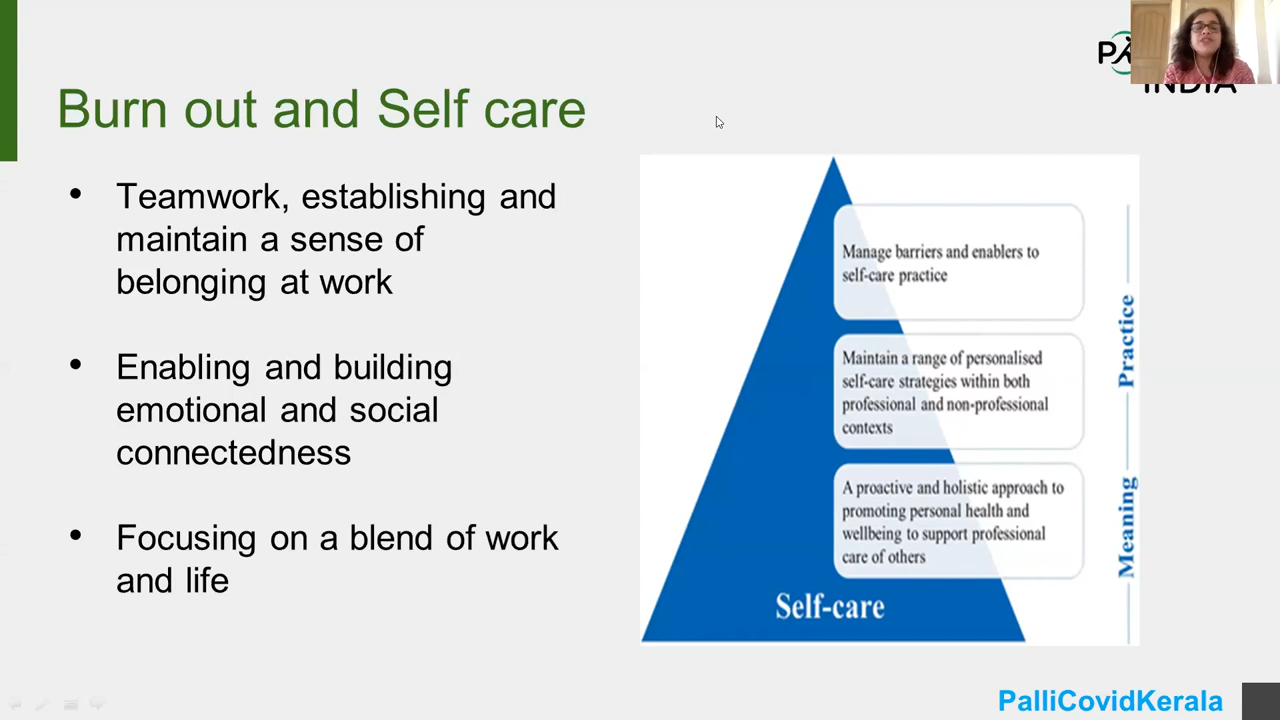 Burn out and Self care
• Teamwork, establishing and
maintain a sense of
belonging at work
• Enabling and building
emotional and social
connectedness
• Focusing on a blend of work
and life
Manage barriers and enablers to
self-care practice
Maintain a range of personalised
self-care strategies within both
professional and non-professional
contexts
A proactive and holistic approach to
promoting personal health and
wellbeing to support professional
care of others
Self-care
Practice
Meaning
INDIA
PalliCovidKerala